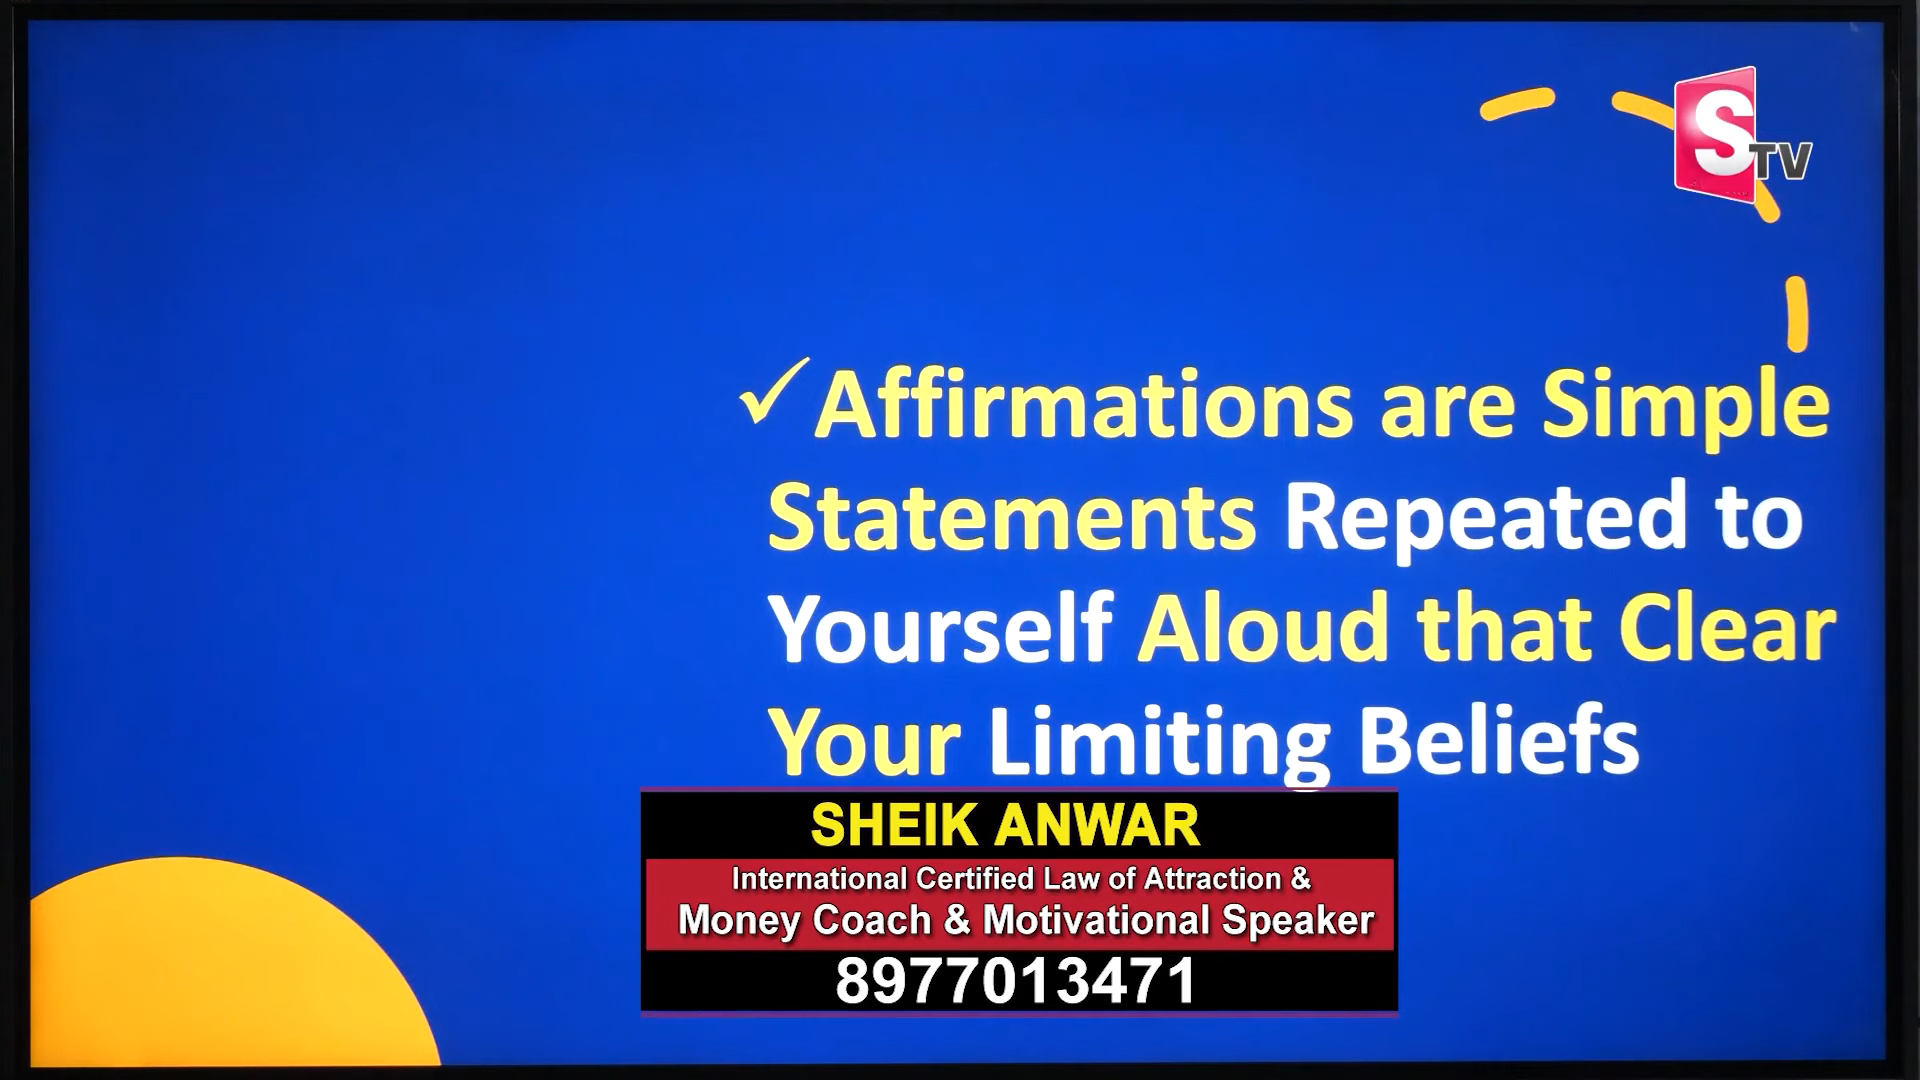 STV
✓Affirmations are Simple
Statements Repeated to
Yourself Aloud that Clear
Your Limiting Beliefs
SHEIK ANWAR
International Certified Law of Attraction &
Money Coach & Motivational Speaker
8977013471